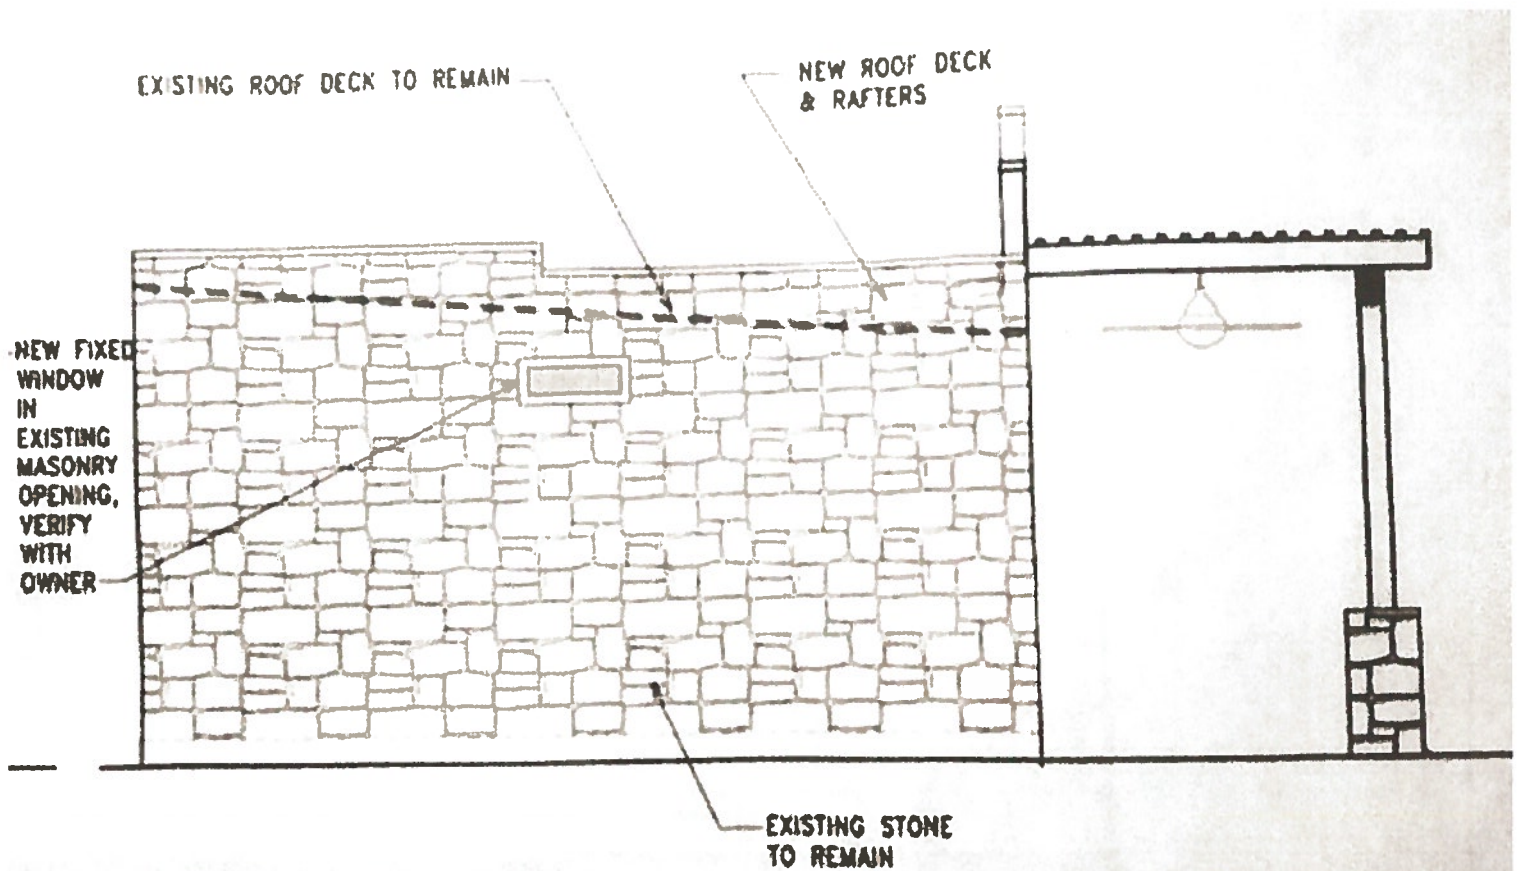 EXISTING ROOF DECK TO REMAIN
NEW ROOF DECK
& RAFTERS
NEW FIXED
WINDOW
IN
EXISTING
MASONRY
OPENING,
VERIFY
WITH
OWNER
EXISTING STONE
TO REMAIN